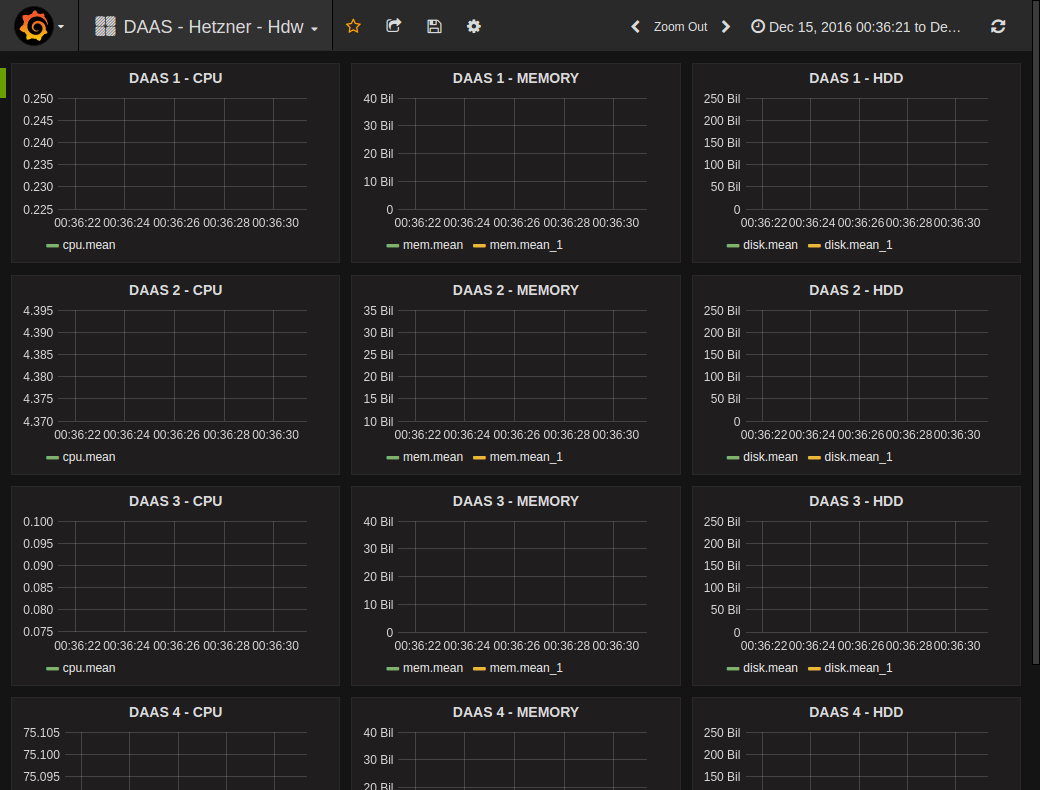 DAAS - Hetzner - Hdw
Zoom Out
Dec 15, 2016 00:36:21 to De...
DAAS 1 - CPU
0.250
0.245
0.240
0.235
0.230
0.225
00:36:22 00:36:24 00:36:26 00:36:28 00:36:30
cpu.mean
DAAS 1 - MEMORY
40 Bil
30 Bil
20 Bil
10 Bil
0
00:36:22 00:36:24 00:36:26 00:36:28 00:36:30
mem.mean mem.mean_1
DAAS 1 - HDD
250 Bil
200 Bil
150 Bil
100 Bil
50 Bil
0
00:36:22 00:36:24 00:36:26 00:36:28 00:36:30
disk.mean disk.mean_1
DAAS 2 - CPU
4.395
4.390
4.385
4.380
4.375
4.370
00:36:22 00:36:24 00:36:26 00:36:28 00:36:30
cpu.mean
DAAS 2 - MEMORY
35 Bil
30 Bil
25 Bil
20 Bil
15 Bil
10 Bil
00:36:22 00:36:24 00:36:26 00:36:28 00:36:30
mem.mean mem.mean_1
DAAS 2 - HDD
250 Bil
200 Bil
150 Bil
100 Bil
50 Bil
0
00:36:22 00:36:24 00:36:26 00:36:28 00:36:30
disk.mean disk.mean_1
DAAS 3 - CPU
0.100
0.095
0.090
0.085
0.080
0.075
00:36:22 00:36:24 00:36:26 00:36:28 00:36:30
cpu.mean
DAAS 3 - MEMORY
40 Bil
30 Bil
20 Bil
10 Bil
0
00:36:22 00:36:24 00:36:26 00:36:28 00:36:30
mem.mean mem.mean_1
DAAS 3 - HDD
250 Bil
200 Bil
150 Bil
100 Bil
50 Bil
0
00:36:22 00:36:24 00:36:26 00:36:28 00:36:30
disk.mean disk.mean_1
DAAS 4 - CPU
75.105
75.100
75.095
DAAS 4 - MEMORY
40 Bil
30 Bil
20 Bil
DAAS 4 - HDD
250 Bil
200 Bil
150 Bil